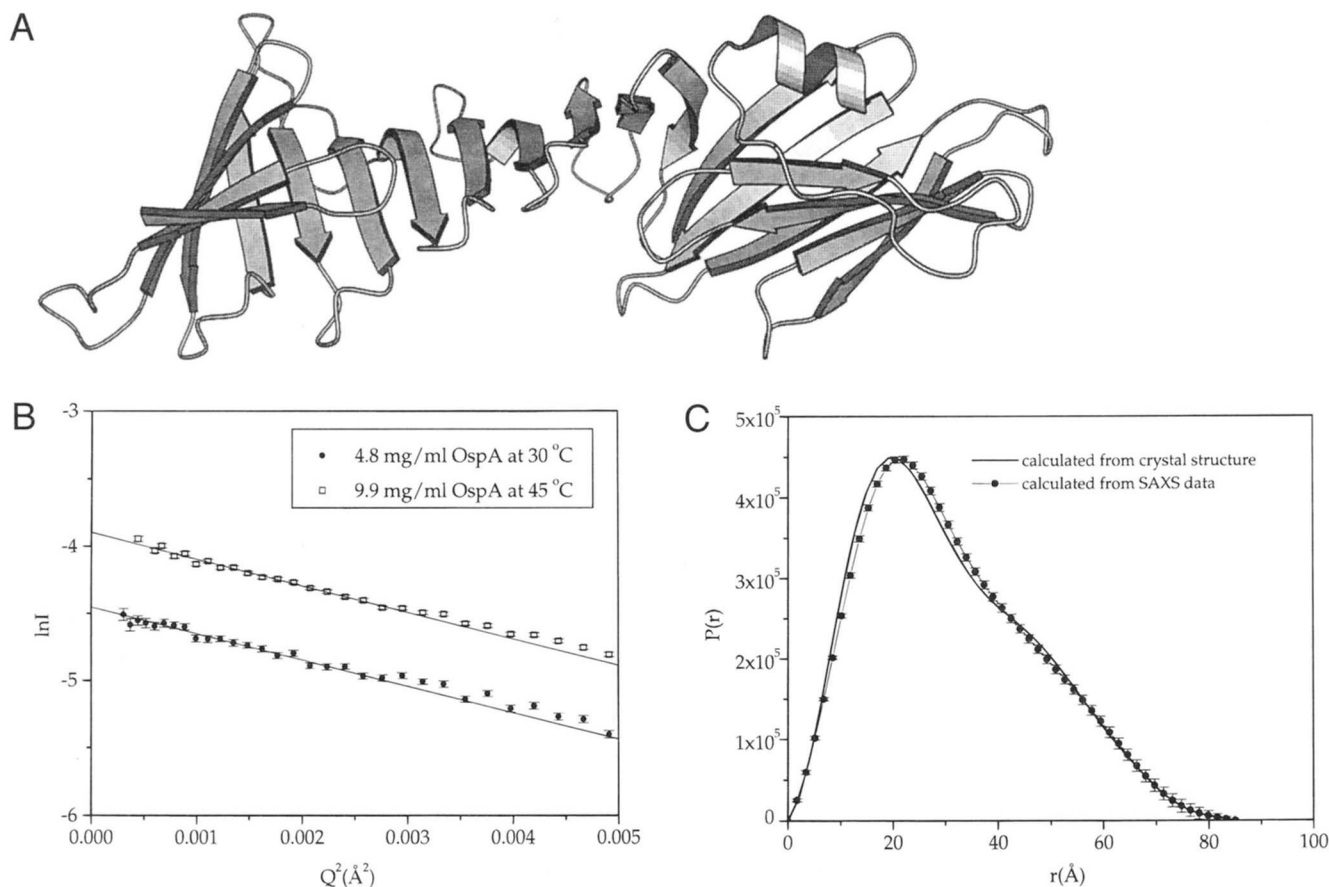 A
B
-3
-4
-5
-6
lnI
4.8 mg/ml OspA at 30 °C
9.9 mg/ml OspA at 45 °C
0.000 0.001 0.002 0.003 0.004 0.005
Q²(Å²)
C
5x10⁵
4x10⁵
3x10⁵
2x10⁵
1x10⁵
0
P(r)
calculated from crystal structure
calculated from SAXS data
0 20 40 60 80 100
r(Å)